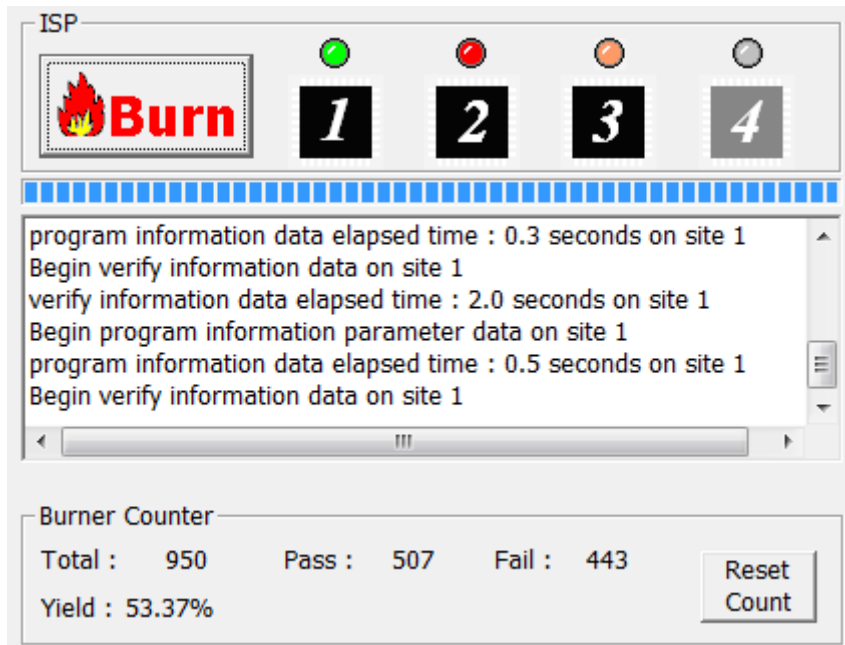 ISP
Burn
1 2 3 4
program information data elapsed time : 0.3 seconds on site 1
Begin verify information data on site 1
verify information data elapsed time : 2.0 seconds on site 1
Begin program information parameter data on site 1
program information data elapsed time : 0.5 seconds on site 1
Begin verify information data on site 1
Burner Counter
Total : 950 Pass : 507 Fail : 443
Yield : 53.37%
Reset
Count